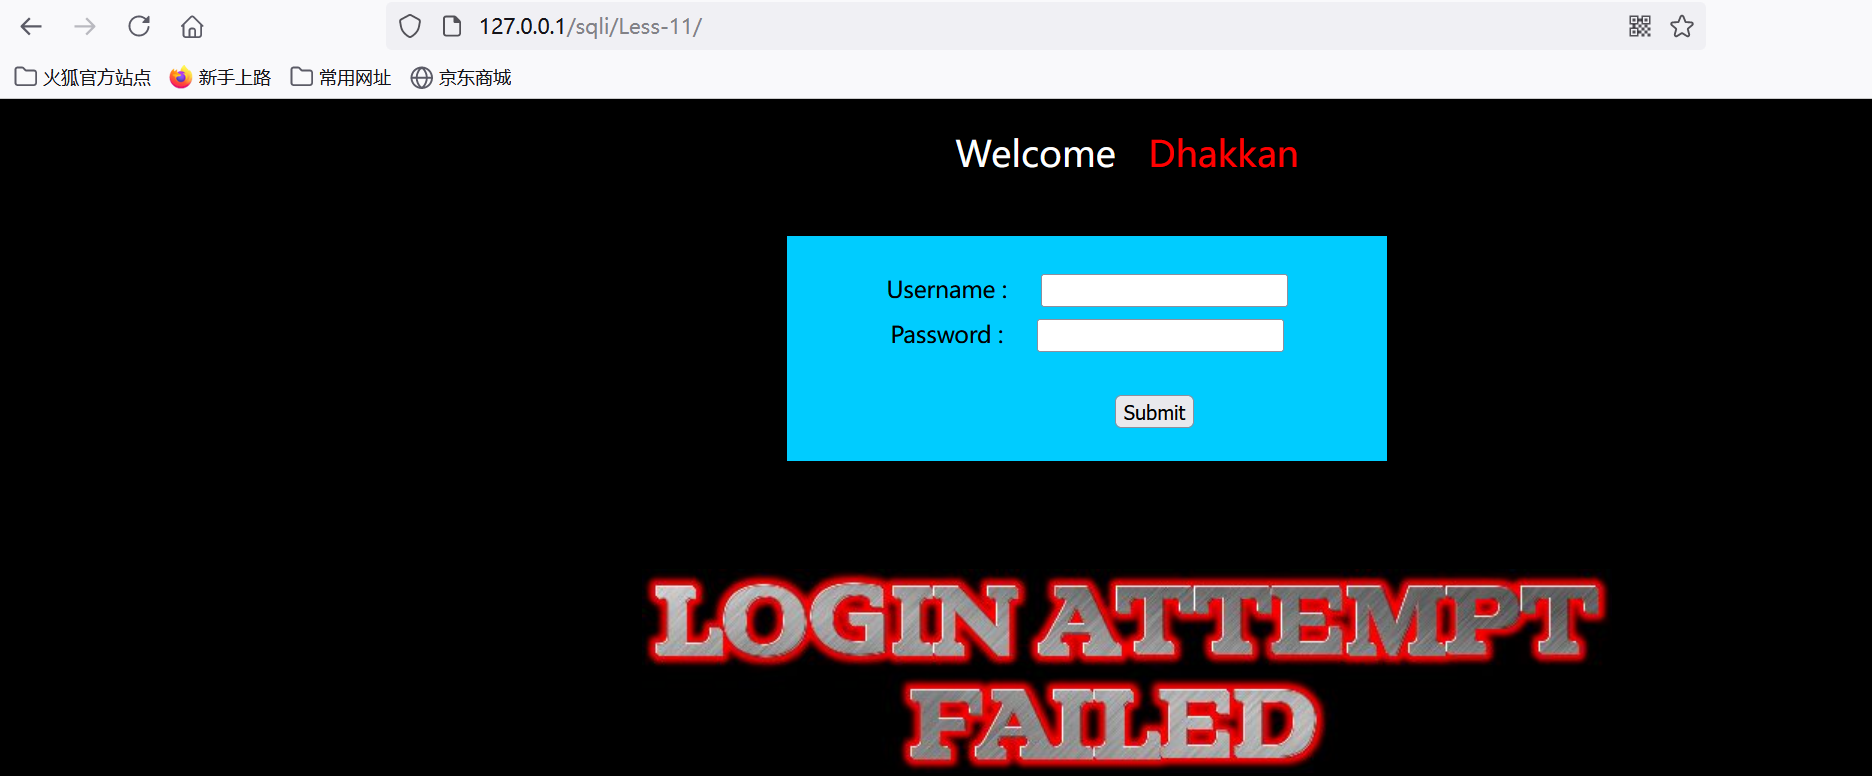 127.0.0.1/sqli/Less-11/
火狐官方站点 新手上路 常用网址 京东商城
Welcome Dhakkan
Username :
Password :
Submit
LOGIN ATTEMPT
FAILED